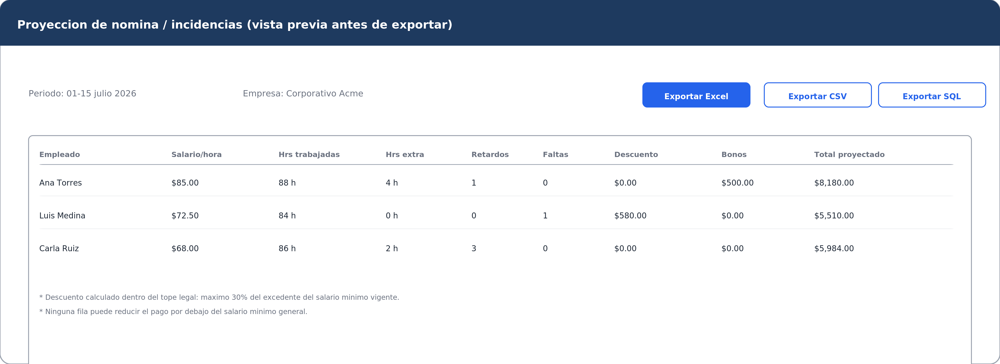 Proyeccion de nomina / incidencias (vista previa antes de exportar)
Periodo: 01-15 julio 2026 Empresa: Corporativo Acme Exportar Excel Exportar CSV Exportar SQL
Empleado Salario/hora Hrs trabajadas Hrs extra Retardos Faltas Descuento Bonos Total proyectado
Ana Torres $85.00 88 h 4 h 1 0 $0.00 $500.00 $8,180.00
Luis Medina $72.50 84 h 0 h 0 1 $580.00 $0.00 $5,510.00
Carla Ruiz $68.00 86 h 2 h 3 0 $0.00 $0.00 $5,984.00
* Descuento calculado dentro del tope legal: maximo 30% del excedente del salario minimo vigente.
* Ninguna fila puede reducir el pago por debajo del salario minimo general.